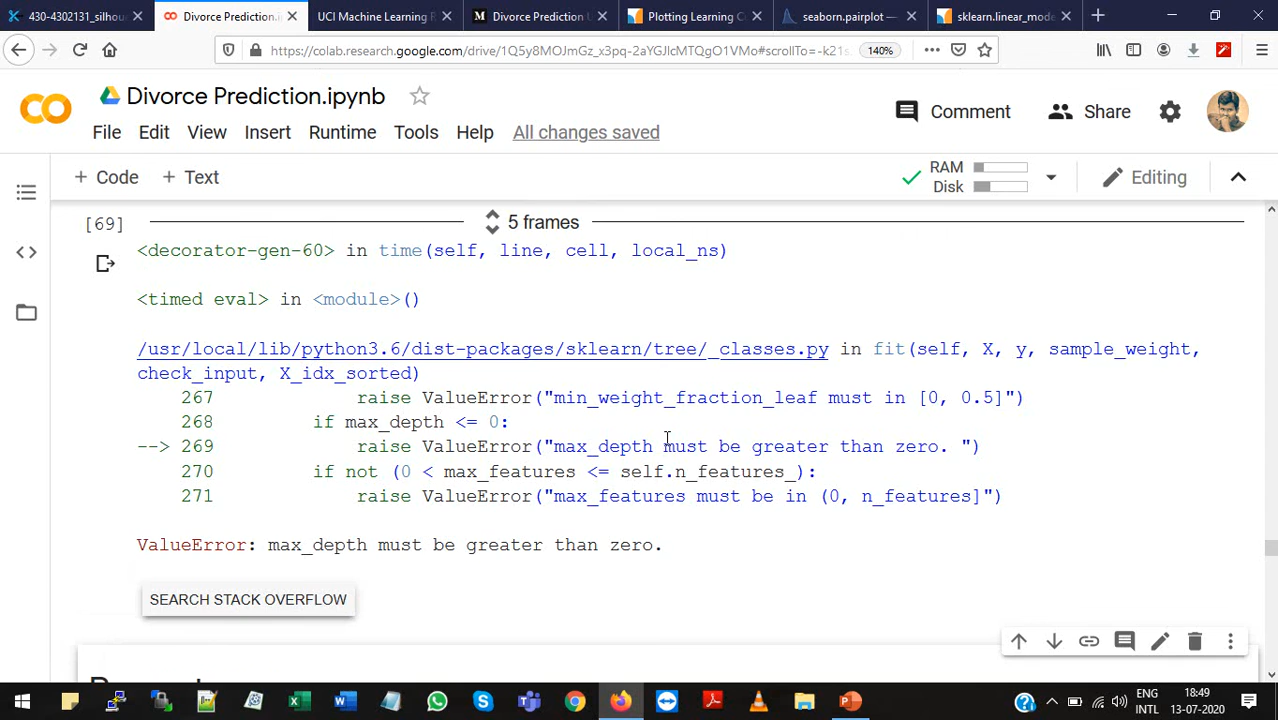 430-4302131_silhou
Divorce Prediction.i
UCI Machine Learning R
Divorce Prediction U
Plotting Learning C
seaborn.pairplot —
sklearn.linear_mode
https://colab.research.google.com/drive/1Q5y8MOJmGz_x3pq-2aYGJlcMTQgO1VMo#scrollTo=-k21s
140%
Divorce Prediction.ipynb
Comment
Share
File Edit View Insert Runtime Tools Help All changes saved
+ Code + Text
RAM
Disk
Editing
[69]
5 frames
<decorator-gen-60> in time(self, line, cell, local_ns)
<timed eval> in <module>()
/usr/local/lib/python3.6/dist-packages/sklearn/tree/_classes.py in fit(self, X, y, sample_weight,
check_input, X_idx_sorted)
267 raise ValueError("min_weight_fraction_leaf must in [0, 0.5]")
268 if max_depth <= 0:
--> 269 raise ValueError("max_depth must be greater than zero. ")
270 if not (0 < max_features <= self.n_features_):
271 raise ValueError("max_features must be in (0, n_features]")
ValueError: max_depth must be greater than zero.
SEARCH STACK OVERFLOW
ENG
INTL
18:49
13-07-2020